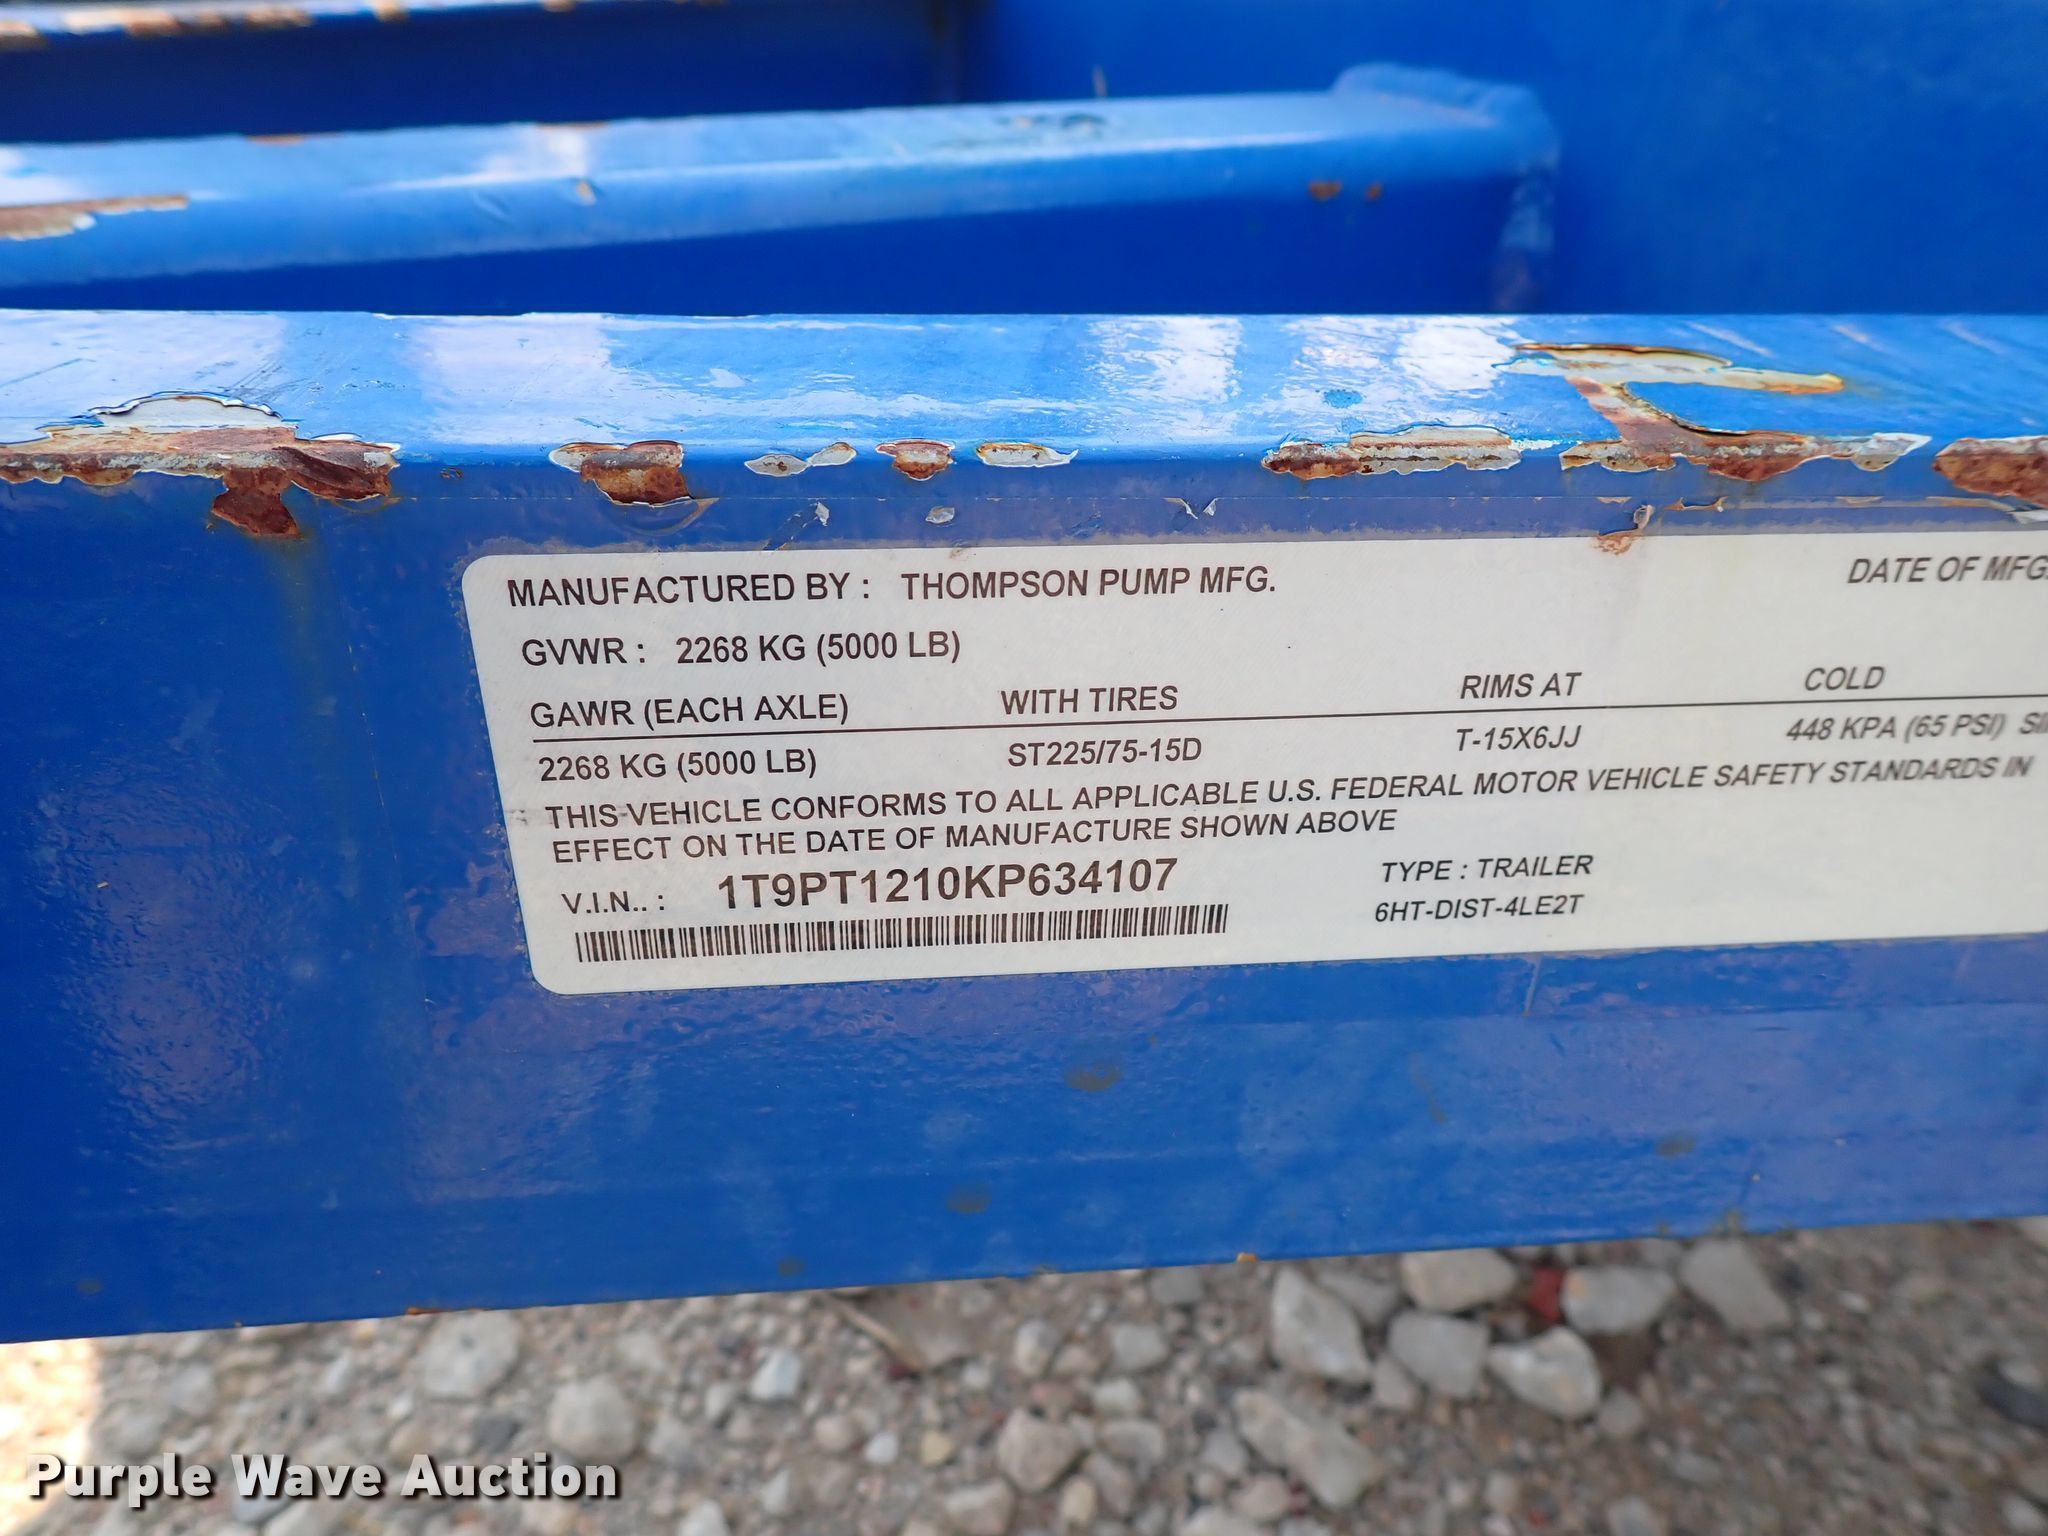 MANUFACTURED BY : THOMPSON PUMP MFG. DATE OF MFG.
GVWR : 2268 KG (5000 LB)
GAWR (EACH AXLE) WITH TIRES RIMS AT COLD
2268 KG (5000 LB) ST225/75-15D T-15X6JJ 448 KPA (65 PSI)
THIS VEHICLE CONFORMS TO ALL APPLICABLE U.S. FEDERAL MOTOR VEHICLE SAFETY STANDARDS IN
EFFECT ON THE DATE OF MANUFACTURE SHOWN ABOVE
V.I.N.. : 1T9PT1210KP634107 TYPE : TRAILER
6HT-DIST-4LE2T
Purple Wave Auction